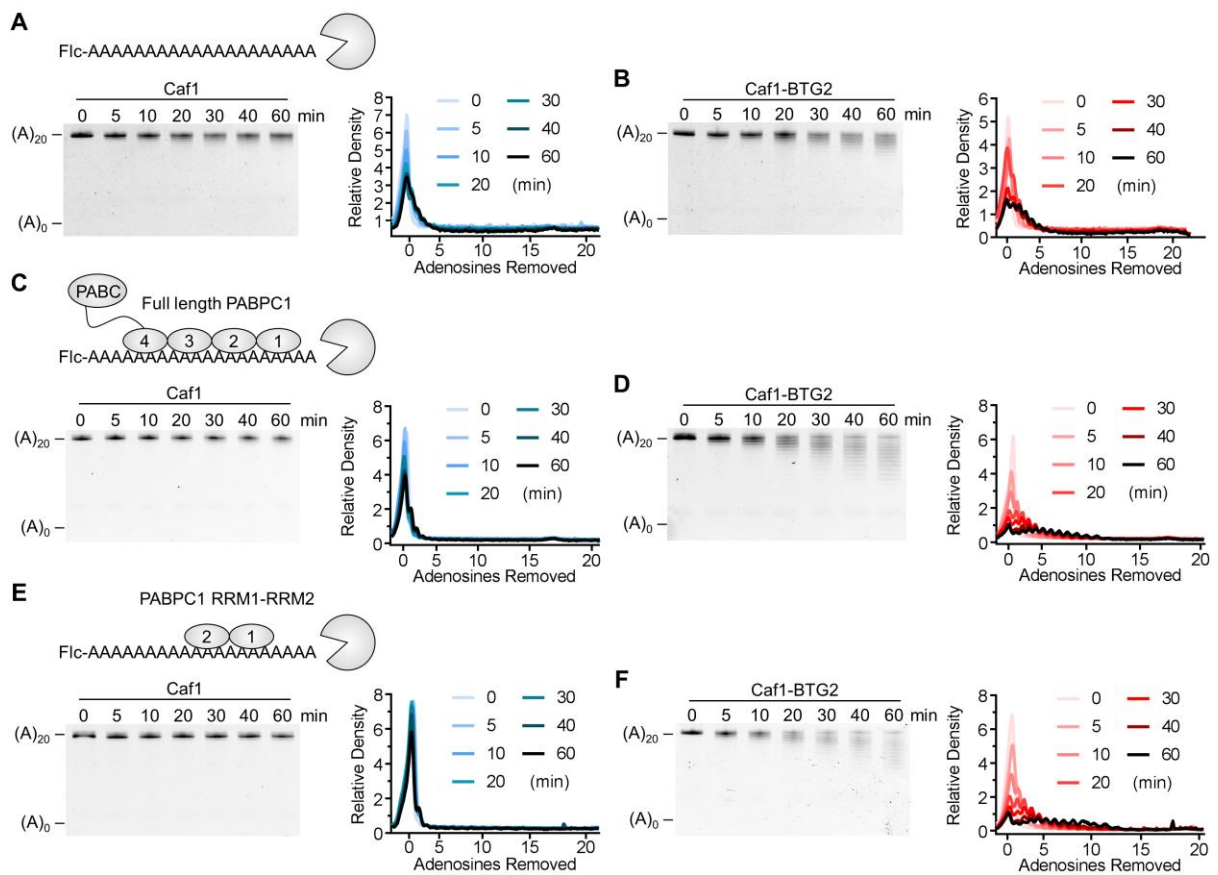 A
Flc-AAAAAAAAAAAAAAAAAAAA
Caf1
0 5 10 20 30 40 60 min
(A)20
(A)0
Relative Density
8
7
6
5
4
3
2
1
0 30
5 40
10 60
20 (min)
0 5 10 15 20
Adenosines Removed
B
Caf1-BTG2
0 5 10 20 30 40 60 min
(A)20
(A)0
Relative Density
6
5
4
3
2
1
0
0 30
5 40
10 60
20 (min)
0 5 10 15 20
Adenosines Removed
C
PABC
Full length PABPC1
4 3 2 1
Flc-AAAAAAAAAAAAAAAAAAAA
Caf1
0 5 10 20 30 40 60 min
(A)20
(A)0
Relative Density
8
6
4
2
0
0 30
5 40
10 60
20 (min)
0 5 10 15 20
Adenosines Removed
D
Caf1-BTG2
0 5 10 20 30 40 60 min
(A)20
(A)0
Relative Density
8
6
4
2
0
0 30
5 40
10 60
20 (min)
0 5 10 15 20
Adenosines Removed
E
PABPC1 RRM1-RRM2
2 1
Flc-AAAAAAAAAAAAAAAAAAAA
Caf1
0 5 10 20 30 40 60 min
(A)20
(A)0
Relative Density
8
6
4
2
0
0 30
5 40
10 60
20 (min)
0 5 10 15 20
Adenosines Removed
F
Caf1-BTG2
0 5 10 20 30 40 60 min
(A)20
(A)0
Relative Density
8
6
4
2
0
0 30
5 40
10 60
20 (min)
0 5 10 15 20
Adenosines Removed